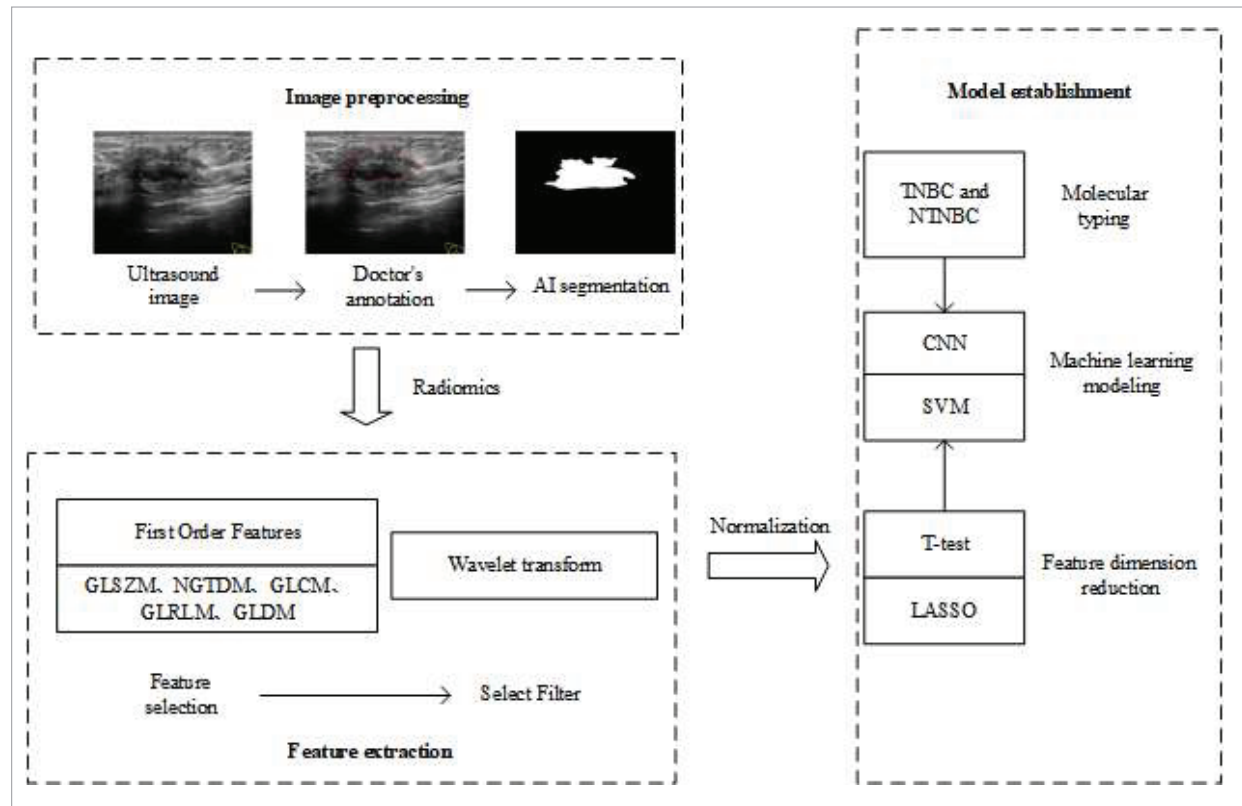 Image preprocessing
Ultrasound
image
Doctor's
annotation
AI segmentation
Radiomics
First Order Features
GLSZM、NGTDM、GLCM、
GLRLM、GLDM
Wavelet transform
Feature
selection
Select Filter
Feature extraction
Normalization
Model establishment
TNBC and
NTNBC
Molecular
typing
CNN
SVM
Machine learning
modeling
T-test
LASSO
Feature dimension
reduction